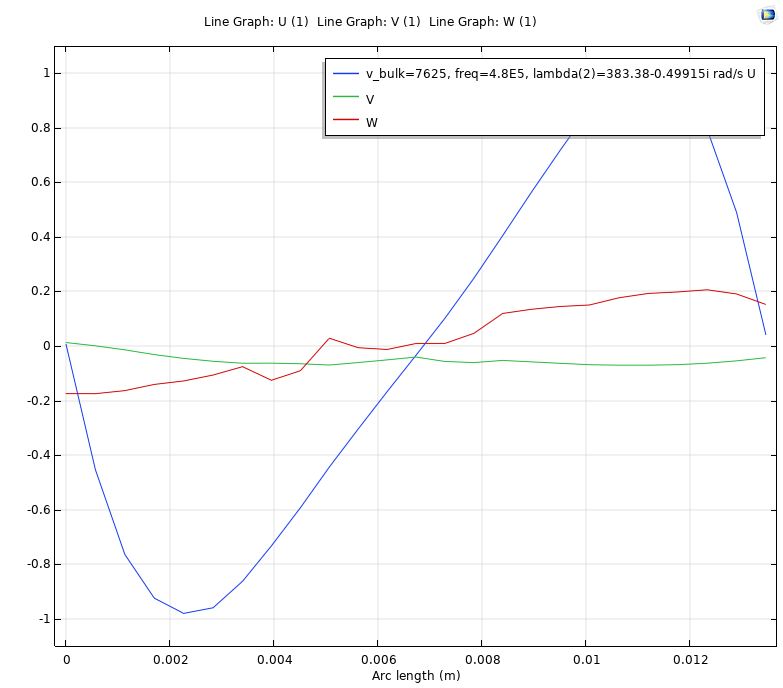 Line Graph: U (1) Line Graph: V (1) Line Graph: W (1)
v_bulk=7625, freq=4.8E5, lambda(2)=383.38-0.49915i rad/s U
V
W
1
0.8
0.6
0.4
0.2
0
-0.2
-0.4
-0.6
-0.8
-1
0 0.002 0.004 0.006 0.008 0.01 0.012
Arc length (m)